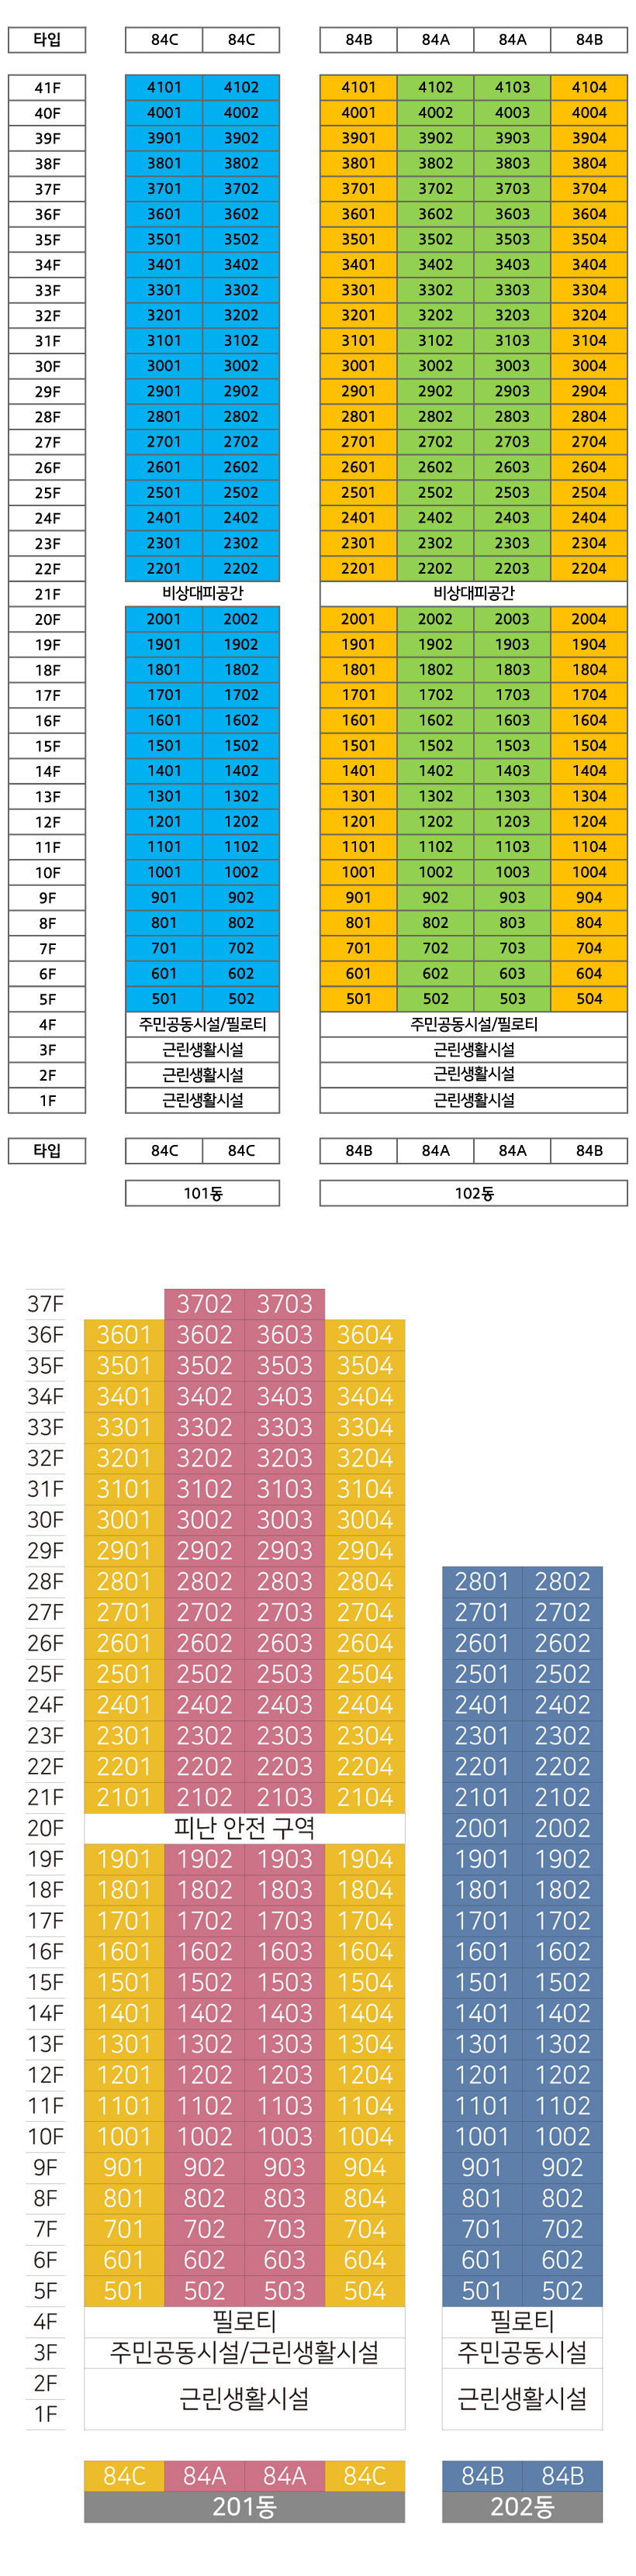 타입 84C 84C 84B 84A 84A 84B
41F 4101 4102 4101 4102 4103 4104
40F 4001 4002 4001 4002 4003 4004
39F 3901 3902 3901 3902 3903 3904
38F 3801 3802 3801 3802 3803 3804
37F 3701 3702 3701 3702 3703 3704
36F 3601 3602 3601 3602 3603 3604
35F 3501 3502 3501 3502 3503 3504
34F 3401 3402 3401 3402 3403 3404
33F 3301 3302 3301 3302 3303 3304
32F 3201 3202 3201 3202 3203 3204
31F 3101 3102 3101 3102 3103 3104
30F 3001 3002 3001 3002 3003 3004
29F 2901 2902 2901 2902 2903 2904
28F 2801 2802 2801 2802 2803 2804
27F 2701 2702 2701 2702 2703 2704
26F 2601 2602 2601 2602 2603 2604
25F 2501 2502 2501 2502 2503 2504
24F 2401 2402 2401 2402 2403 2404
23F 2301 2302 2301 2302 2303 2304
22F 2201 2202 2201 2202 2203 2204
21F 비상대피공간 비상대피공간
20F 2001 2002 2001 2002 2003 2004
19F 1901 1902 1901 1902 1903 1904
18F 1801 1802 1801 1802 1803 1804
17F 1701 1702 1701 1702 1703 1704
16F 1601 1602 1601 1602 1603 1604
15F 1501 1502 1501 1502 1503 1504
14F 1401 1402 1401 1402 1403 1404
13F 1301 1302 1301 1302 1303 1304
12F 1201 1202 1201 1202 1203 1204
11F 1101 1102 1101 1102 1103 1104
10F 1001 1002 1001 1002 1003 1004
9F 901 902 901 902 903 904
8F 801 802 801 802 803 804
7F 701 702 701 702 703 704
6F 601 602 601 602 603 604
5F 501 502 501 502 503 504
4F 주민공동시설/필로티 주민공동시설/필로티
3F 근린생활시설 근린생활시설
2F 근린생활시설 근린생활시설
1F 근린생활시설 근린생활시설
타입 84C 84C 84B 84A 84A 84B
101동 102동
37F 3702 3703
36F 3601 3602 3603 3604
35F 3501 3502 3503 3504
34F 3401 3402 3403 3404
33F 3301 3302 3303 3304
32F 3201 3202 3203 3204
31F 3101 3102 3103 3104
30F 3001 3002 3003 3004
29F 2901 2902 2903 2904
28F 2801 2802 2803 2804 2801 2802
27F 2701 2702 2703 2704 2701 2702
26F 2601 2602 2603 2604 2601 2602
25F 2501 2502 2503 2504 2501 2502
24F 2401 2402 2403 2404 2401 2402
23F 2301 2302 2303 2304 2301 2302
22F 2201 2202 2203 2204 2201 2202
21F 2101 2102 2103 2104 2101 2102
20F 피난 안전 구역 2001 2002
19F 1901 1902 1903 1904 1901 1902
18F 1801 1802 1803 1804 1801 1802
17F 1701 1702 1703 1704 1701 1702
16F 1601 1602 1603 1604 1601 1602
15F 1501 1502 1503 1504 1501 1502
14F 1401 1402 1403 1404 1401 1402
13F 1301 1302 1303 1304 1301 1302
12F 1201 1202 1203 1204 1201 1202
11F 1101 1102 1103 1104 1101 1102
10F 1001 1002 1003 1004 1001 1002
9F 901 902 903 904 901 902
8F 801 802 803 804 801 802
7F 701 702 703 704 701 702
6F 601 602 603 604 601 602
5F 501 502 503 504 501 502
4F 필로티 필로티
3F 주민공동시설/근린생활시설 주민공동시설
2F
근린생활시설 근린생활시설
1F
84C 84A 84A 84C 84B 84B
201동 202동